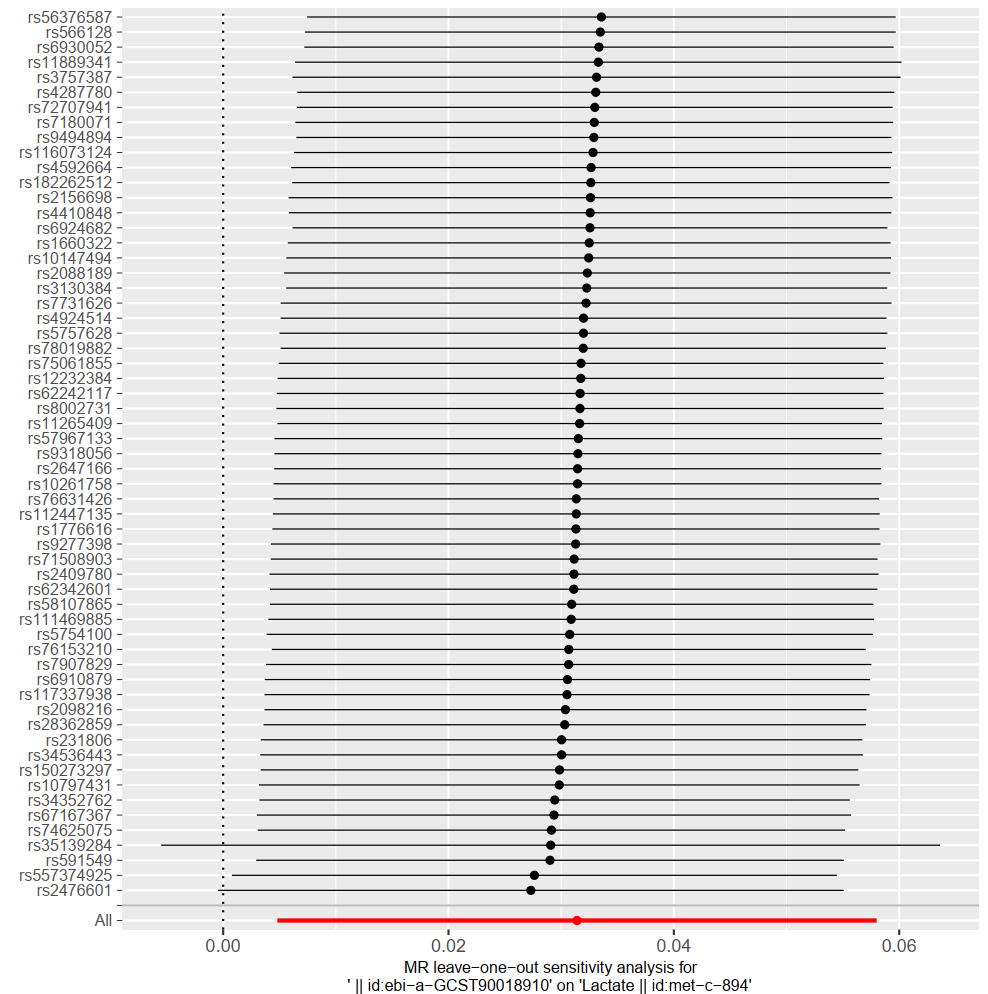 rs56376587
rs566128
rs6930052
rs11889341
rs3757387
rs4287780
rs72707941
rs7180071
rs9494894
rs116073124
rs4592664
rs182262512
rs2156698
rs4410848
rs6924682
rs1660322
rs10147494
rs2088189
rs3130384
rs7731626
rs4924514
rs5757628
rs78019882
rs75061855
rs12232384
rs62242117
rs8002731
rs11265409
rs57967133
rs9318056
rs2647166
rs10261758
rs76631426
rs112447135
rs1776616
rs9277398
rs71508903
rs2409780
rs62342601
rs58107865
rs111469885
rs5754100
rs76153210
rs7907829
rs6910879
rs117337938
rs2098216
rs28362859
rs231806
rs34536443
rs150273297
rs10797431
rs34352762
rs67167367
rs74625075
rs35139284
rs591549
rs557374925
rs2476601
All
0.00 0.02 0.04 0.06
MR leave−one−out sensitivity analysis for
' || id:ebi−a−GCST90018910' on 'Lactate || id:met−c−894'